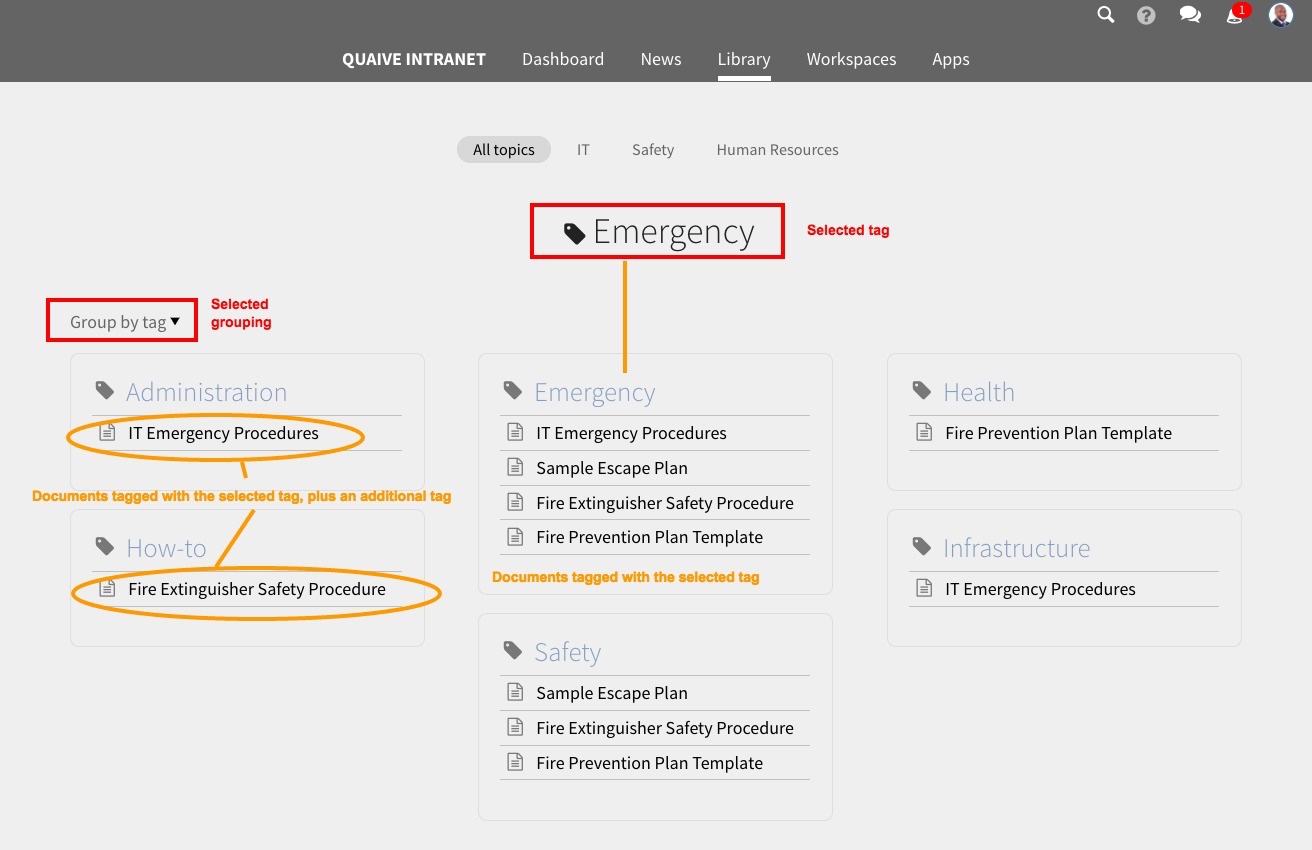 1
QUAIVE INTRANET Dashboard News Library Workspaces Apps
All topics IT Safety Human Resources
Emergency
Selected tag
Selected
grouping
Group by tag
Administration
IT Emergency Procedures
Documents tagged with the selected tag, plus an additional tag
How-to
Fire Extinguisher Safety Procedure
Emergency
IT Emergency Procedures
Sample Escape Plan
Fire Extinguisher Safety Procedure
Fire Prevention Plan Template
Documents tagged with the selected tag
Safety
Sample Escape Plan
Fire Extinguisher Safety Procedure
Fire Prevention Plan Template
Health
Fire Prevention Plan Template
Infrastructure
IT Emergency Procedures